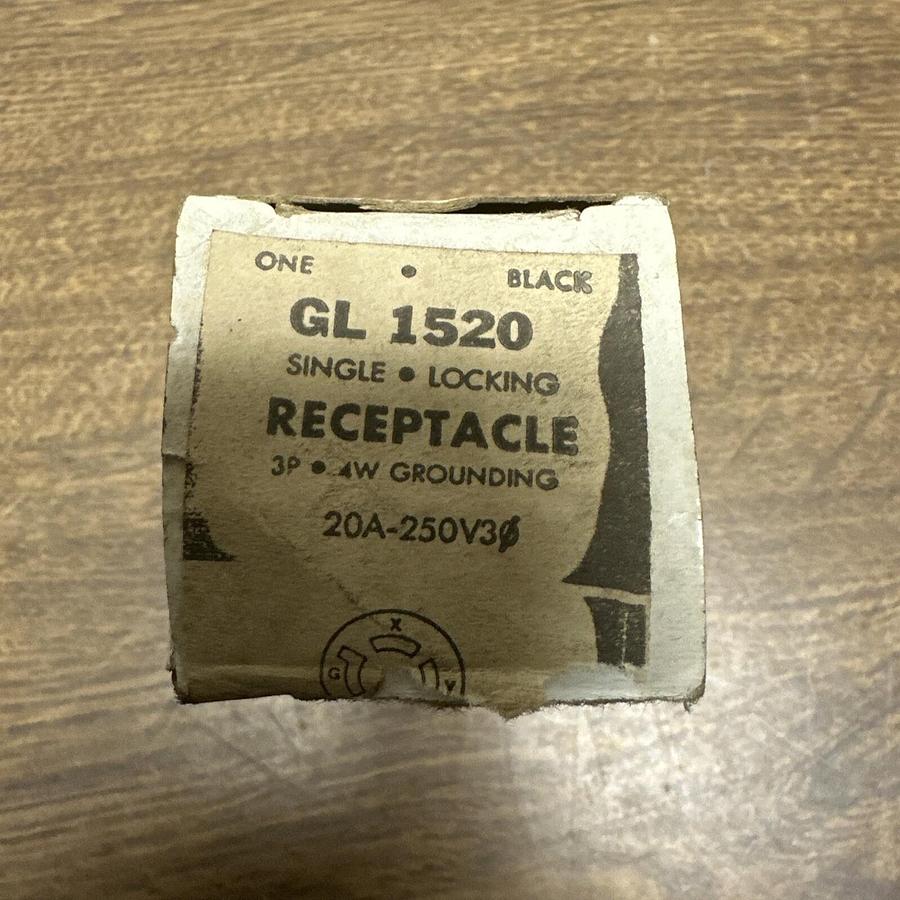 ONE • BLACK
GL 1520
SINGLE • LOCKING
RECEPTACLE
3P • 4W GROUNDING
20A-250V3ø
X
G Y